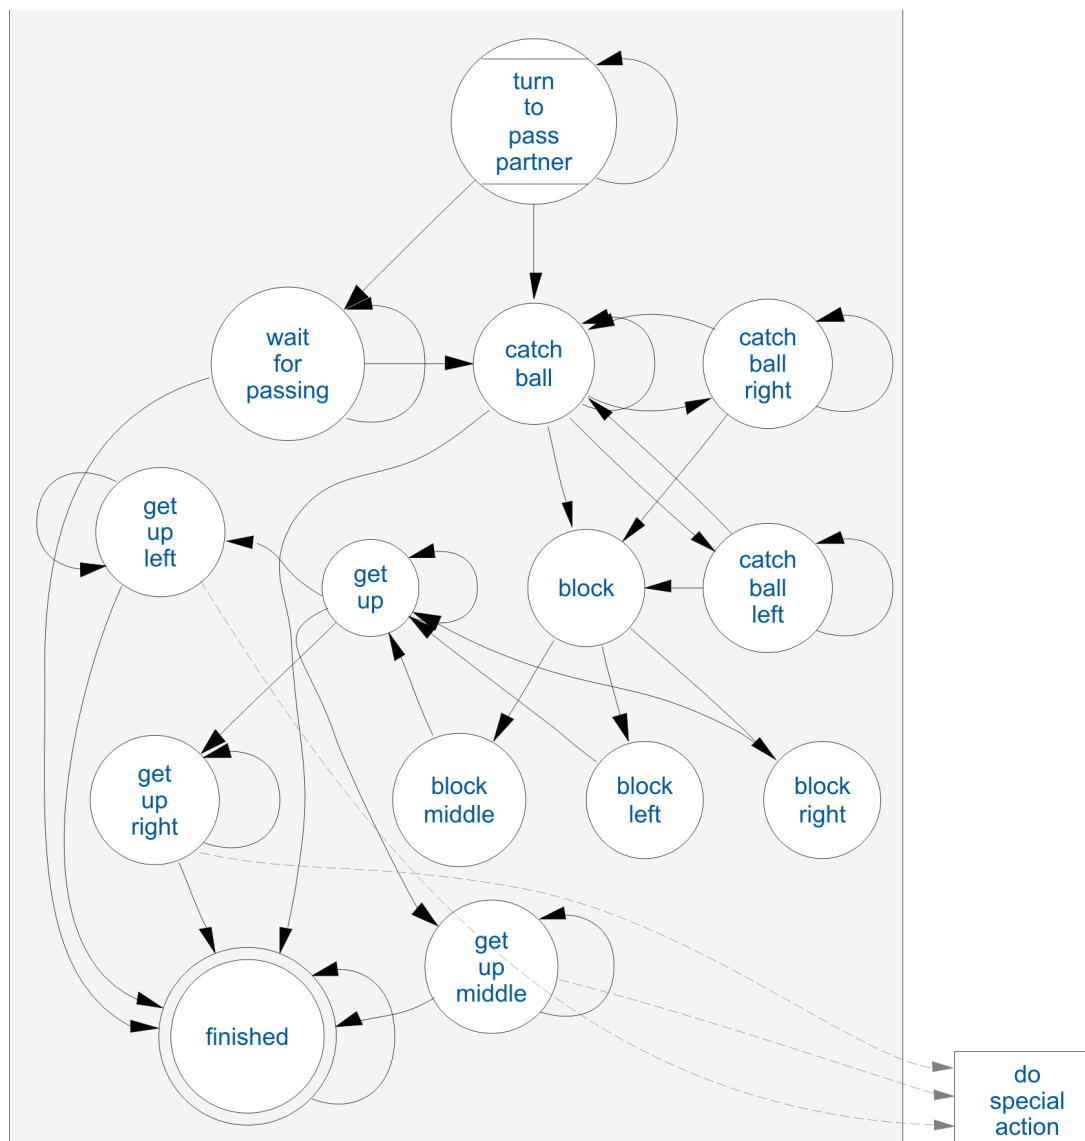 turn
to
pass
partner
wait
for
passing
catch
ball
catch
ball
right
get
up
left
get
up
block
catch
ball
left
get
up
right
block
middle
block
left
block
right
get
up
middle
finished
do
special
action